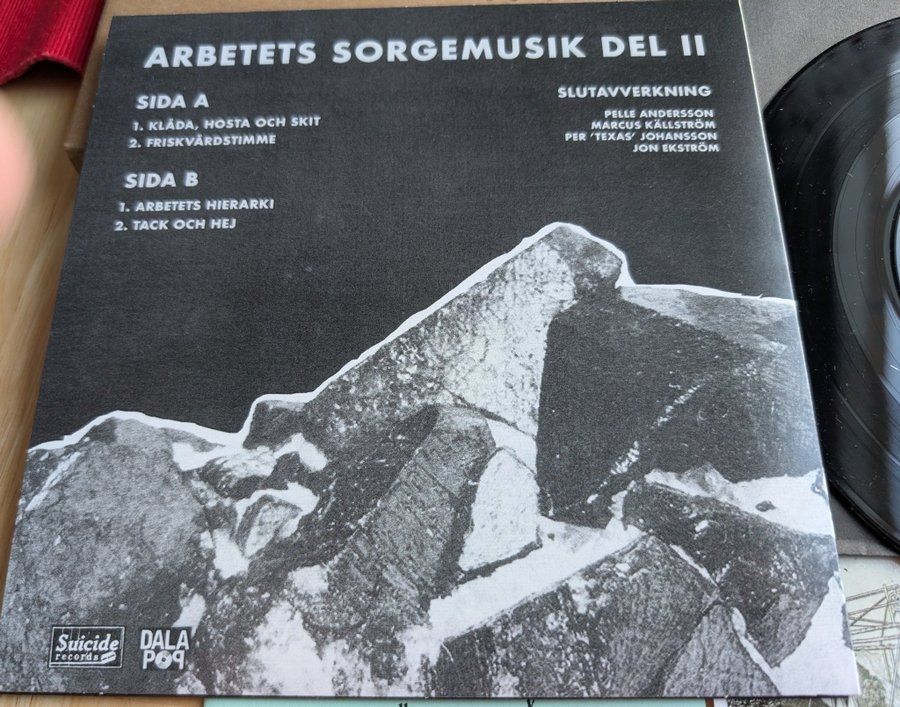 ARBETETS SORGEMUSIK DEL II
SIDA A
1. KLÅDA, HOSTA OCH SKIT
2. FRISKVÅRDSTIMME
SIDA B
1. ARBETETS HIERARKI
2. TACK OCH HEJ
SLUTAVVERKNING
PELLE ANDERSSON
MARCUS KÄLLSTRÖM
PER 'TEXAS' JOHANSSON
JON EKSTRÖM
Suicide
records
DALA
POP